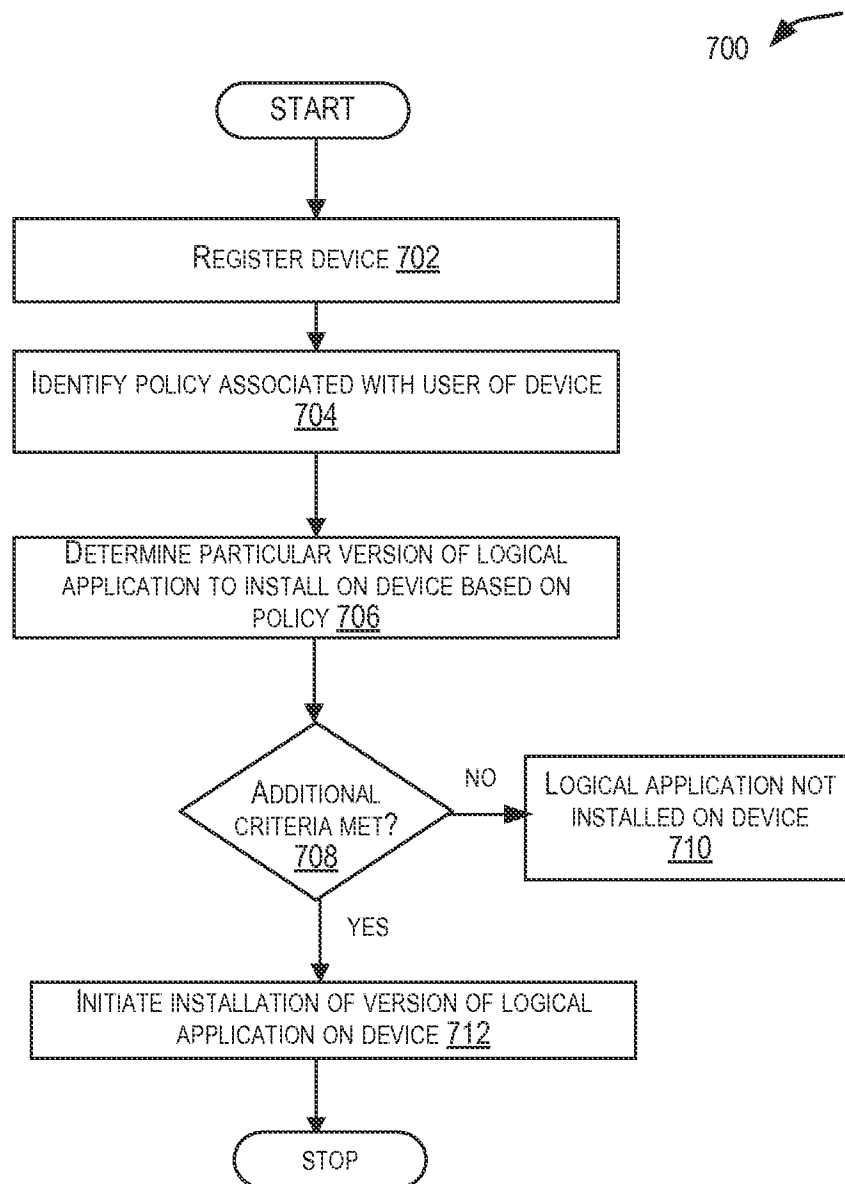 700
START
REGISTER DEVICE 702
IDENTIFY POLICY ASSOCIATED WITH USER OF DEVICE
704
DETERMINE PARTICULAR VERSION OF LOGICAL
APPLICATION TO INSTALL ON DEVICE BASED ON
POLICY 706
ADDITIONAL
CRITERIA MET?
708
NO
LOGICAL APPLICATION NOT
INSTALLED ON DEVICE
710
YES
INITIATE INSTALLATION OF VERSION OF LOGICAL
APPLICATION ON DEVICE 712
STOP